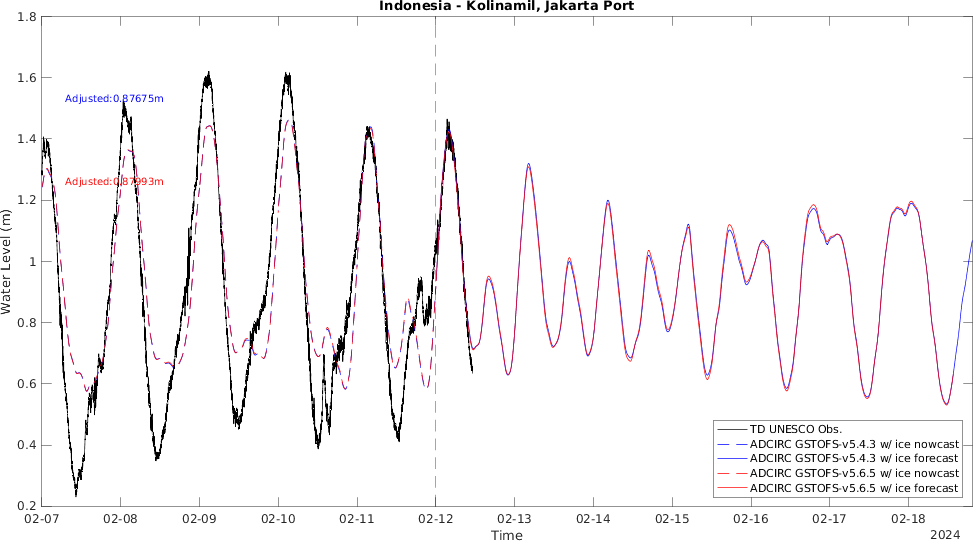 Indonesia - Kolinamil, Jakarta Port
1.8
1.6
1.4
1.2
1
0.8
0.6
0.4
0.2
Water Level (m)
Adjusted:0.87675m
Adjusted:0.87993m
TD UNESCO Obs.
ADCIRC GSTOFS-v5.4.3 w/ ice nowcast
ADCIRC GSTOFS-v5.4.3 w/ ice forecast
ADCIRC GSTOFS-v5.6.5 w/ ice nowcast
ADCIRC GSTOFS-v5.6.5 w/ ice forecast
02-07 02-08 02-09 02-10 02-11 02-12 02-13 02-14 02-15 02-16 02-17 02-18
Time
2024